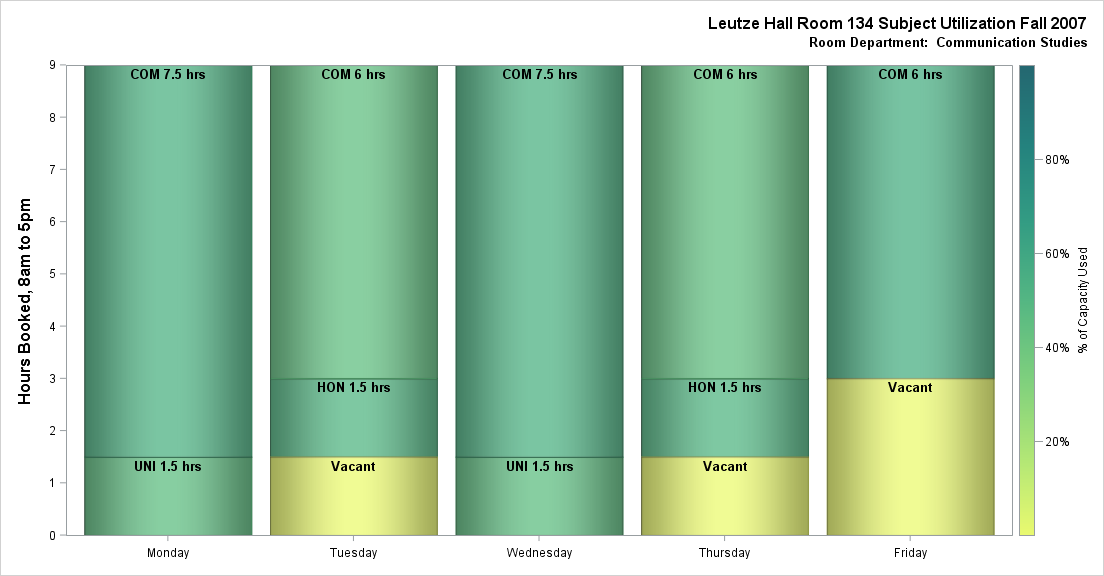 Leutze Hall Room 134 Subject Utilization Fall 2007
Room Department: Communication Studies
Hours Booked, 8am to 5pm
9
8
7
6
5
4
3
2
1
0
COM 7.5 hrs
UNI 1.5 hrs
COM 6 hrs
HON 1.5 hrs
Vacant
COM 7.5 hrs
UNI 1.5 hrs
COM 6 hrs
HON 1.5 hrs
Vacant
COM 6 hrs
Vacant
Monday
Tuesday
Wednesday
Thursday
Friday
80%
60%
40%
20%
% of Capacity Used